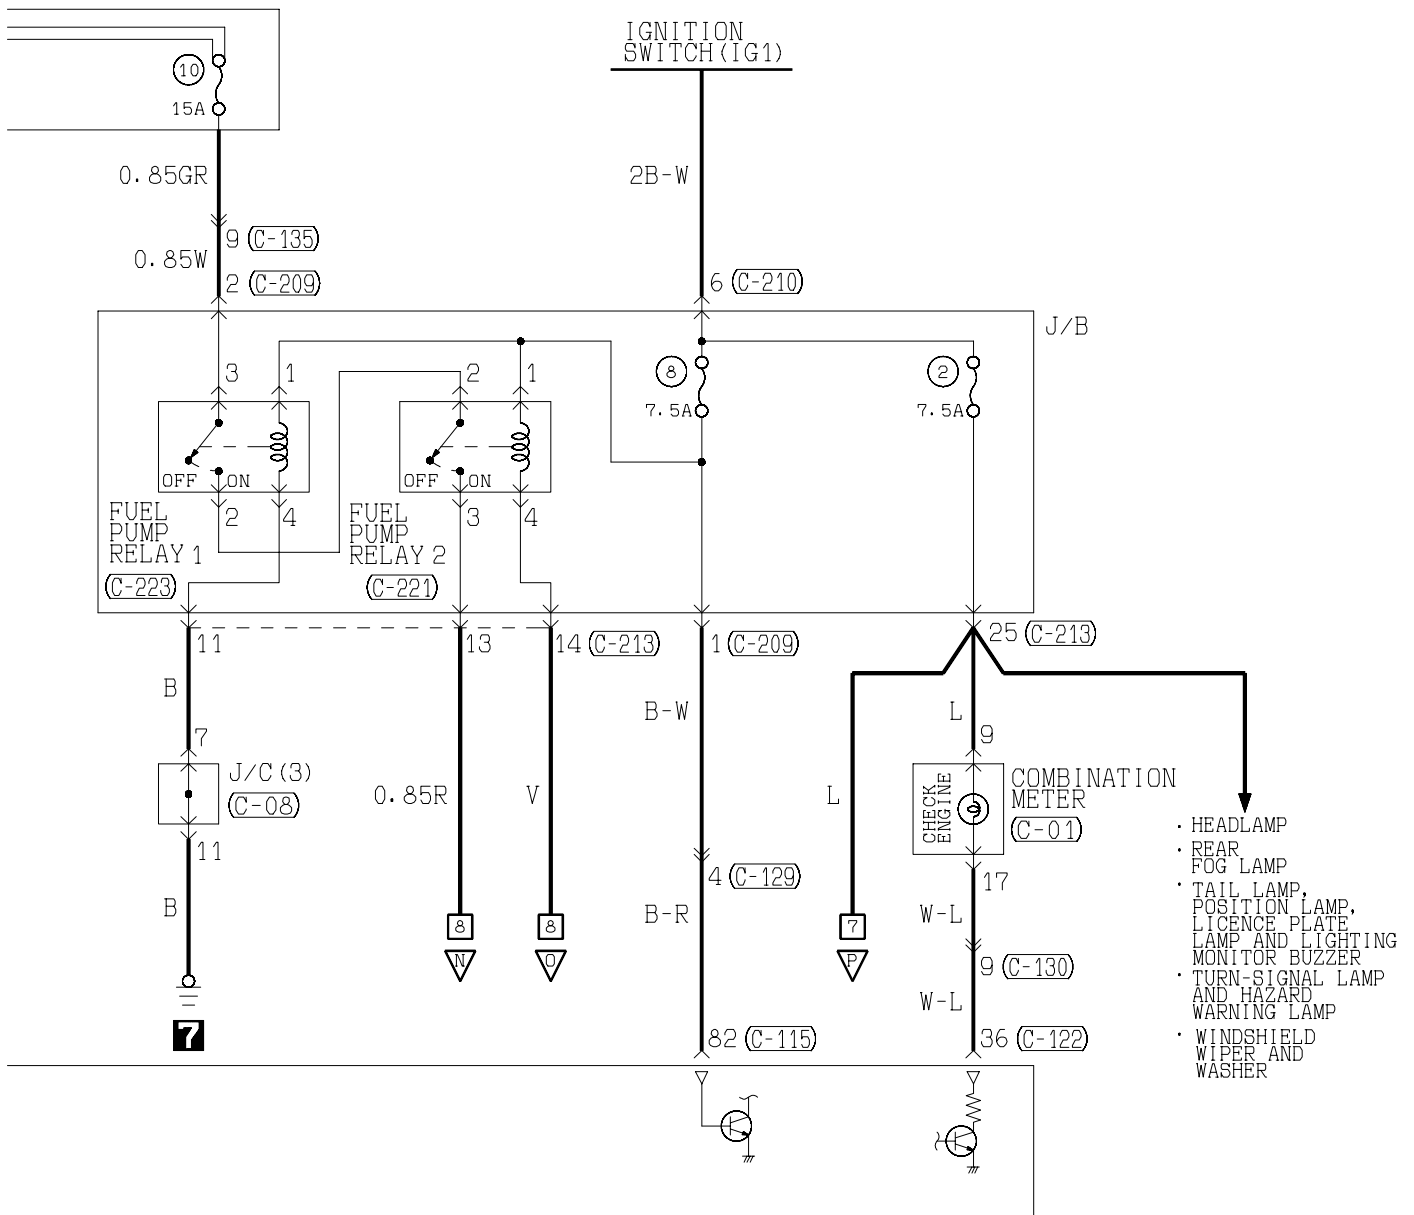 IGNITION
SWITCH(IG1)
10
15A
0.85GR
2B-W
9 (C-135)
0.85W
2 (C-209)
6 (C-210)
J/B
3
1
2
1
8
7.5A
2
7.5A
OFF
ON
OFF
ON
2
4
3
4
FUEL
PUMP
RELAY 1
(C-223)
FUEL
PUMP
RELAY 2
(C-221)
11
13
14 (C-213)
1 (C-209)
25 (C-213)
B
B-W
L
7
9
J/C(3)
(C-08)
0.85R
V
L
CHECK
ENGINE
COMBINATION
METER
(C-01)
11
4 (C-129)
17
B
B-R
W-L
8
N
8
O
7
P
9 (C-130)
W-L
7
82 (C-115)
36 (C-122)
· HEADLAMP
· REAR
FOG LAMP
· TAIL LAMP,
POSITION LAMP,
LICENCE PLATE
LAMP AND LIGHTING
MONITOR BUZZER
· TURN-SIGNAL LAMP
AND HAZARD
WARNING LAMP
· WINDSHIELD
WIPER AND
WASHER